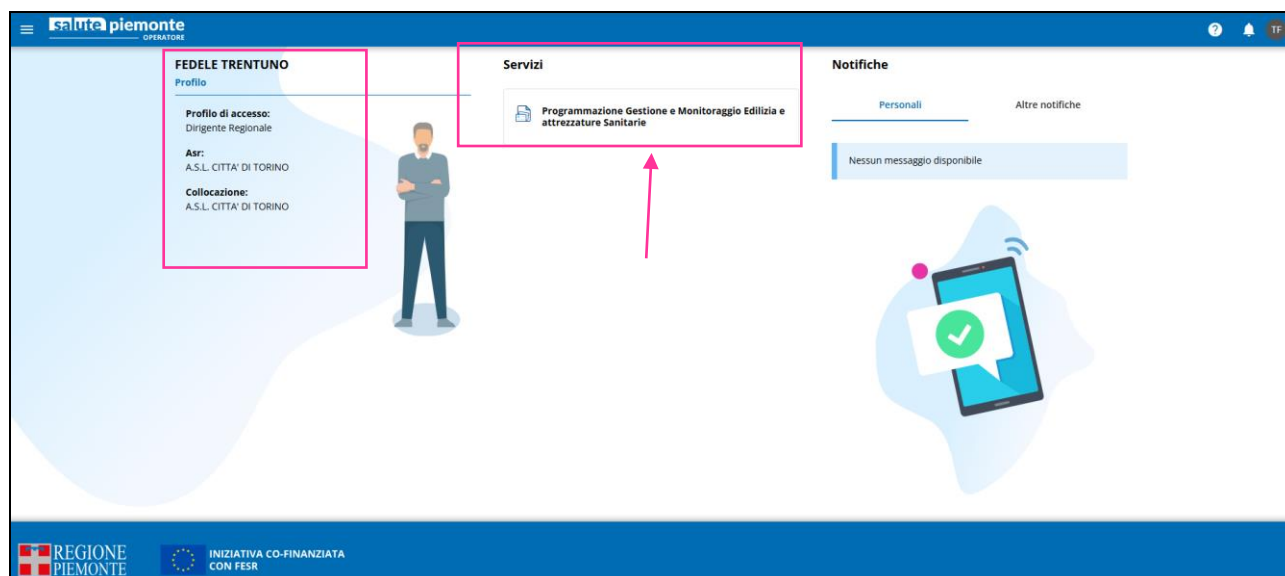 salute piemonte
OPERATORE
TF
FEDELE TRENTUNO
Profilo
Profilo di accesso:
Dirigente Regionale
Asr:
A.S.L. CITTA' DI TORINO
Collocazione:
A.S.L. CITTA' DI TORINO
Servizi
Programmazione Gestione e Monitoraggio Edilizia e
attrezzature Sanitarie
Notifiche
Personali
Altre notifiche
Nessun messaggio disponibile
REGIONE
PIEMONTE
INIZIATIVA CO-FINANZIATA
CON FESR